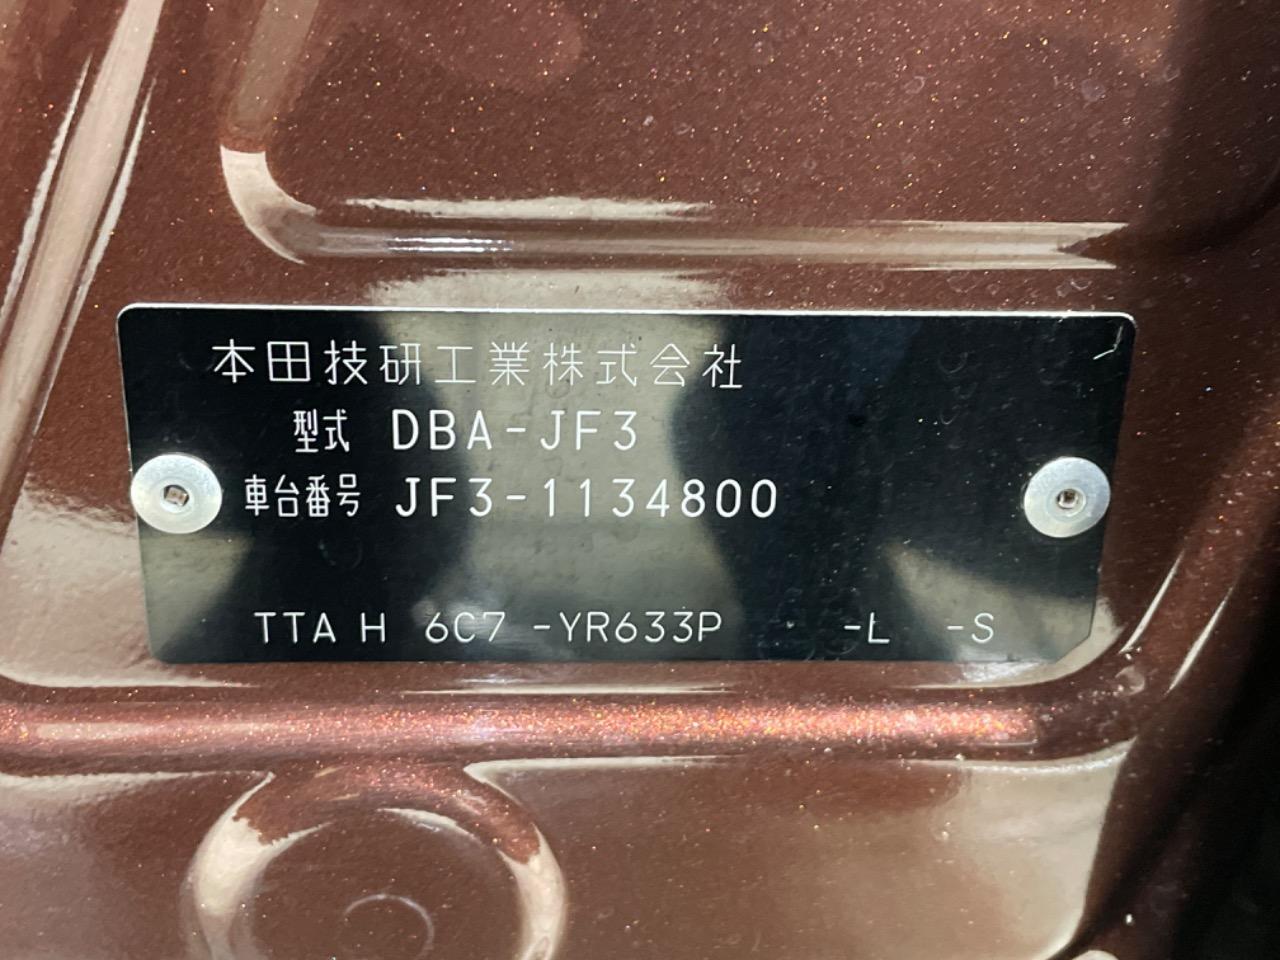 本田技研工業株式会社
型式 DBA-JF3
車台番号 JF3-1134800
TTA H 6C7 -YR633P -L -S